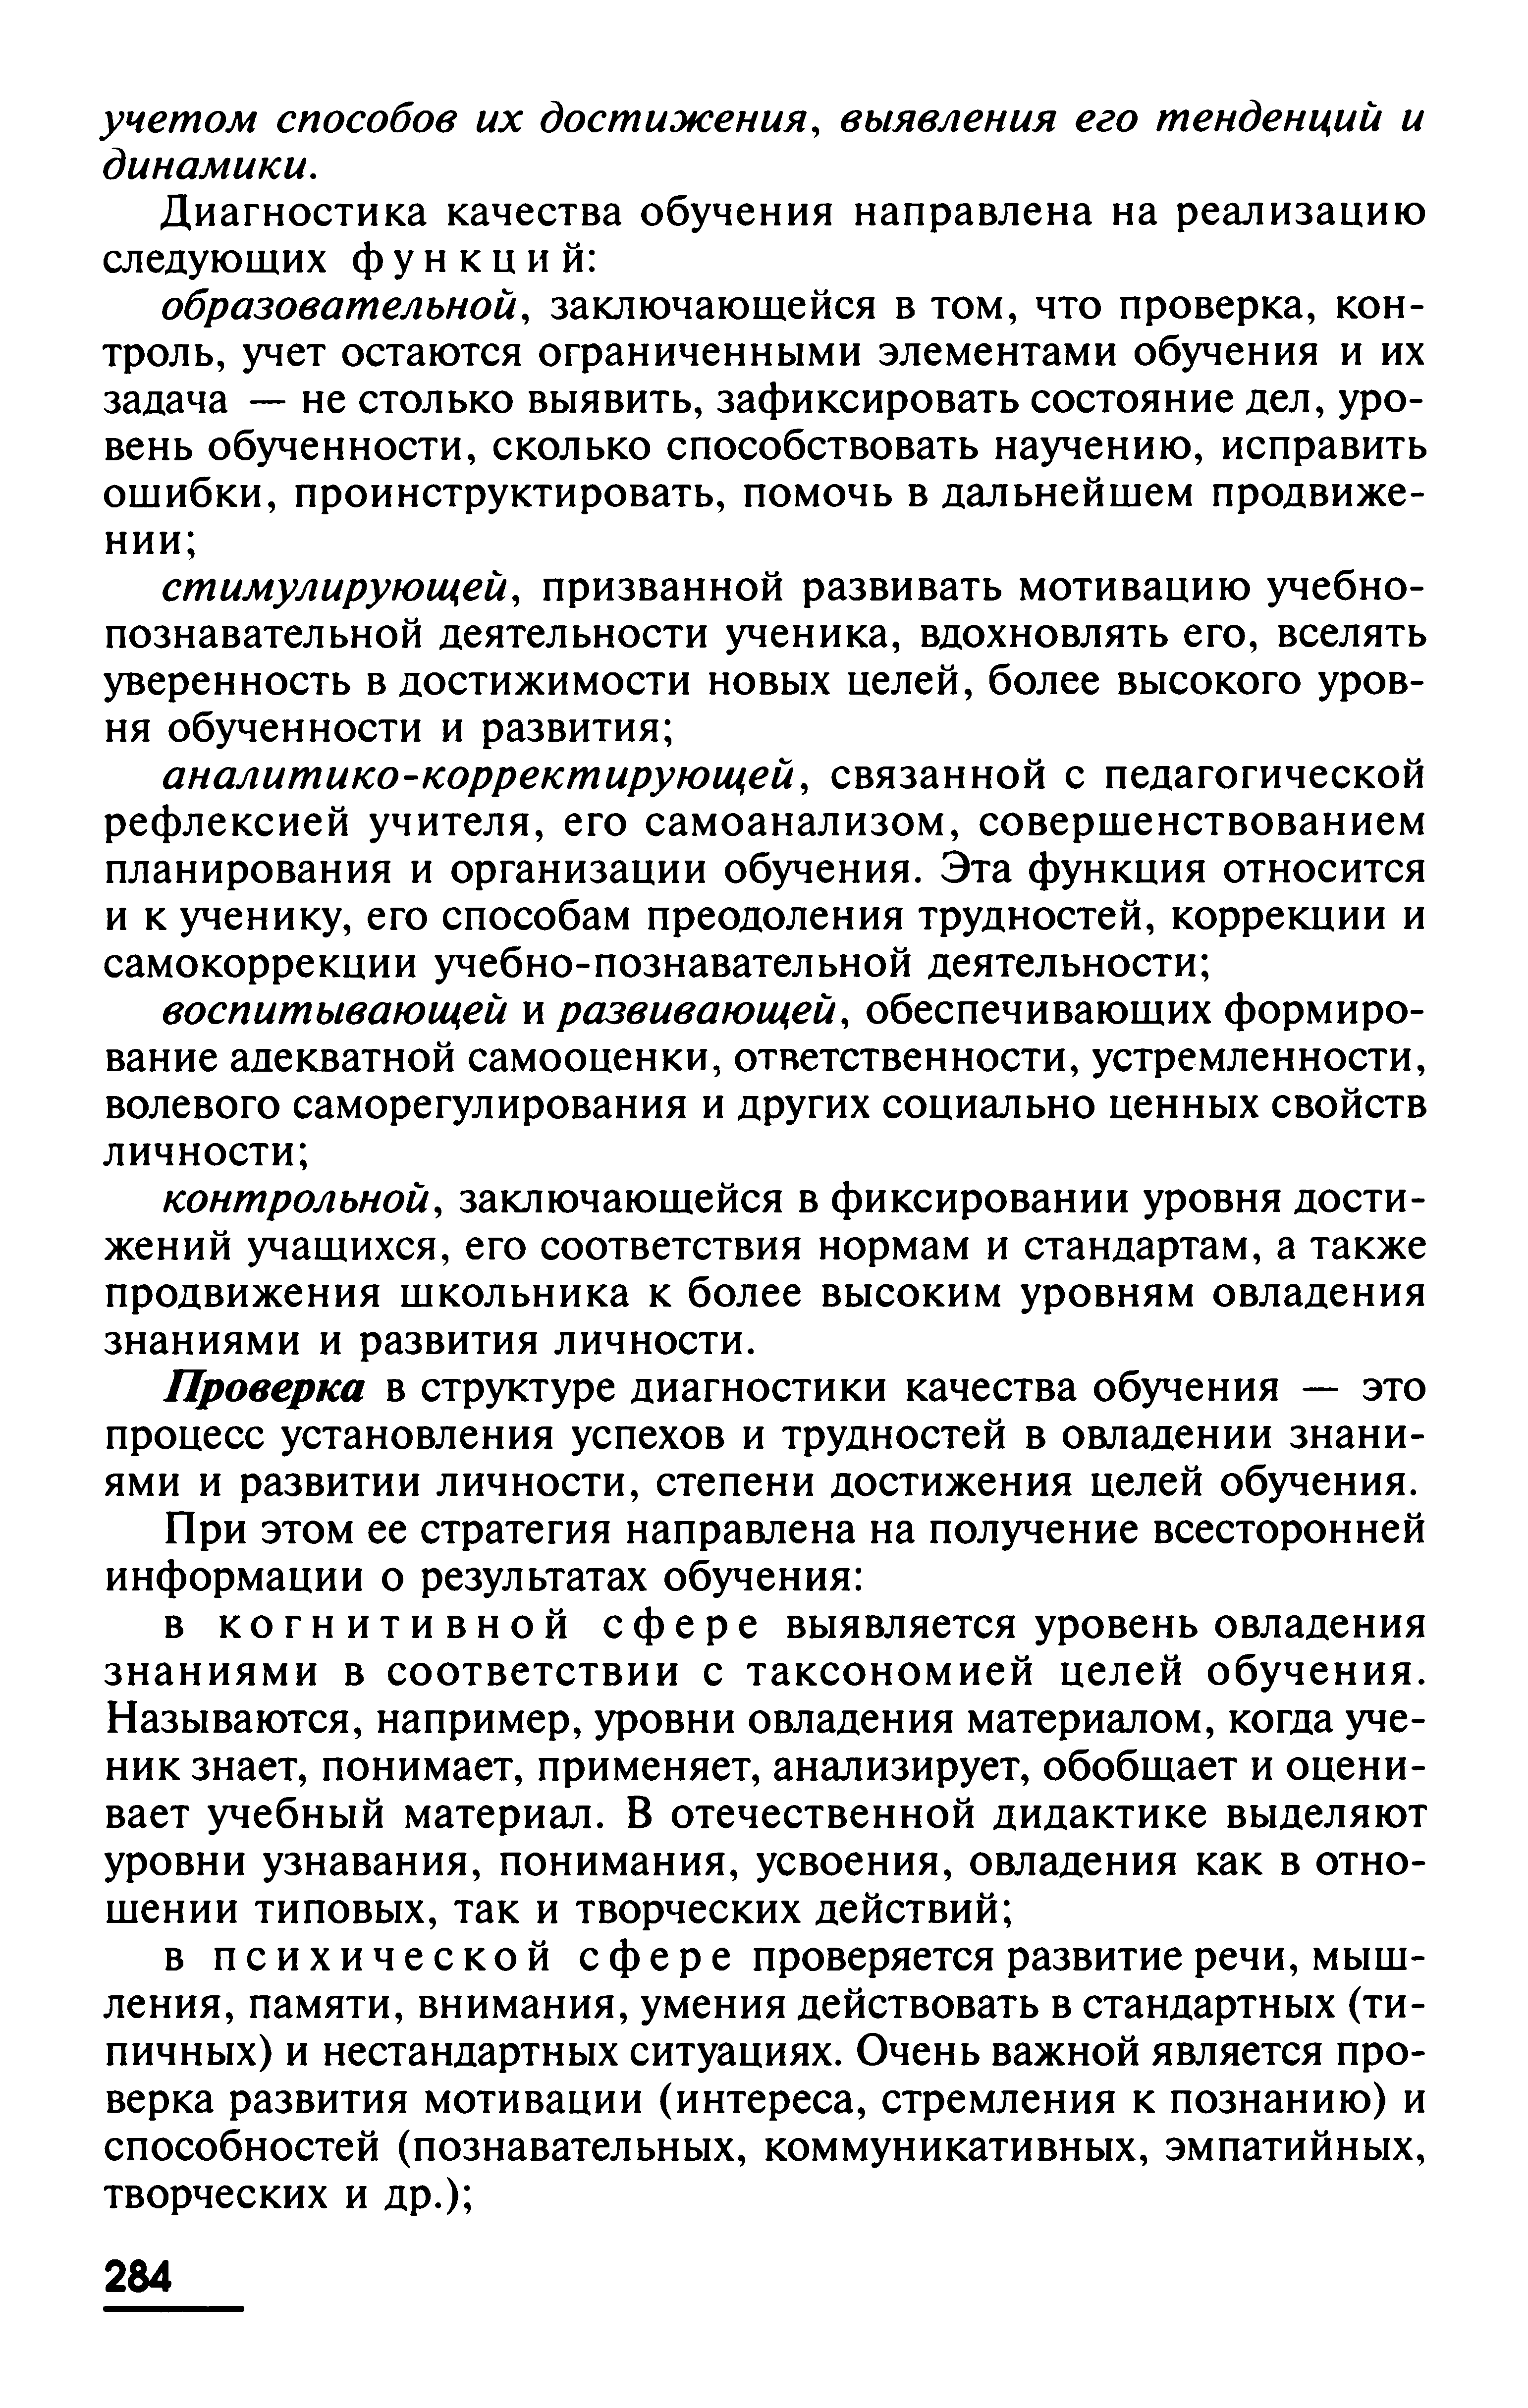 учетом способов их достижения, выявления его тенденций и
динамики.
Диагностика качества обучения направлена на реализацию
следующих функций:
образовательной, заключающейся в том, что проверка, кон-
троль, учет остаются ограниченными элементами обучения и их
задача — не столько выявить, зафиксировать состояние дел, уро-
вень обученности, сколько способствовать научению, исправить
ошибки, проинструктировать, помочь в дальнейшем продвиже-
нии;
стимулирующей, призванной развивать мотивацию учебно-
познавательной деятельности ученика, вдохновлять его, вселять
уверенность в достижимости новых целей, более высокого уров-
ня обученности и развития;
аналитико-корректирующей, связанной с педагогической
рефлексией учителя, его самоанализом, совершенствованием
планирования и организации обучения. Эта функция относится
и к ученику, его способам преодоления трудностей, коррекции и
самокоррекции учебно-познавательной деятельности;
воспитывающей и развивающей, обеспечивающих формиро-
вание адекватной самооценки, ответственности, устремленности,
волевого саморегулирования и других социально ценных свойств
личности;
контрольной, заключающейся в фиксировании уровня дости-
жений учащихся, его соответствия нормам и стандартам, а также
продвижения школьника к более высоким уровням овладения
знаниями и развития личности.
Проверка в структуре диагностики качества обучения — это
процесс установления успехов и трудностей в овладении знани-
ями и развитии личности, степени достижения целей обучения.
При этом ее стратегия направлена на получение всесторонней
информации о результатах обучения:
в когнитивной сфере выявляется уровень овладения
знаниями в соответствии с таксономией целей обучения.
Называются, например, уровни овладения материалом, когда уче-
ник знает, понимает, применяет, анализирует, обобщает и оцени-
вает учебный материал. В отечественной дидактике выделяют
уровни узнавания, понимания, усвоения, овладения как в отно-
шении типовых, так и творческих действий;
в психической сфере проверяется развитие речи, мыш-
ления, памяти, внимания, умения действовать в стандартных (ти-
пичных) и нестандартных ситуациях. Очень важной является про-
верка развития мотивации (интереса, стремления к познанию) и
способностей (познавательных, коммуникативных, эмпатийных,
творческих и др.);
284